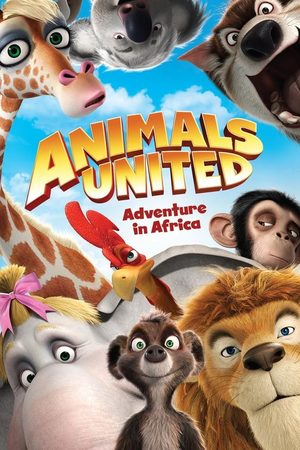 ANIMALS
UNITED
Adventure
in Africa